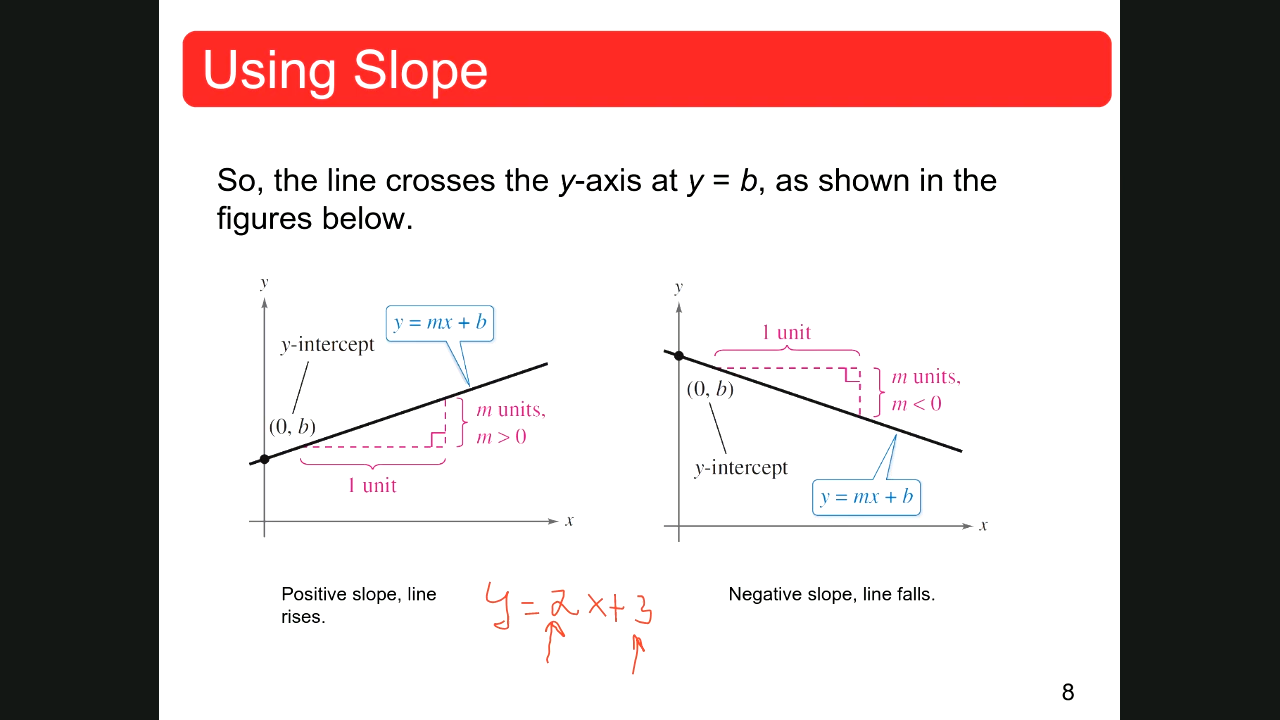 Using Slope
So, the line crosses the y-axis at y = b, as shown in the
figures below.
y
y = mx + b
y-intercept
(0, b)
m units,
m > 0
1 unit
x
y
1 unit
m units,
m < 0
(0, b)
y-intercept
y = mx + b
x
Positive slope, line
rises.
y = 2x+3
Negative slope, line falls.
8